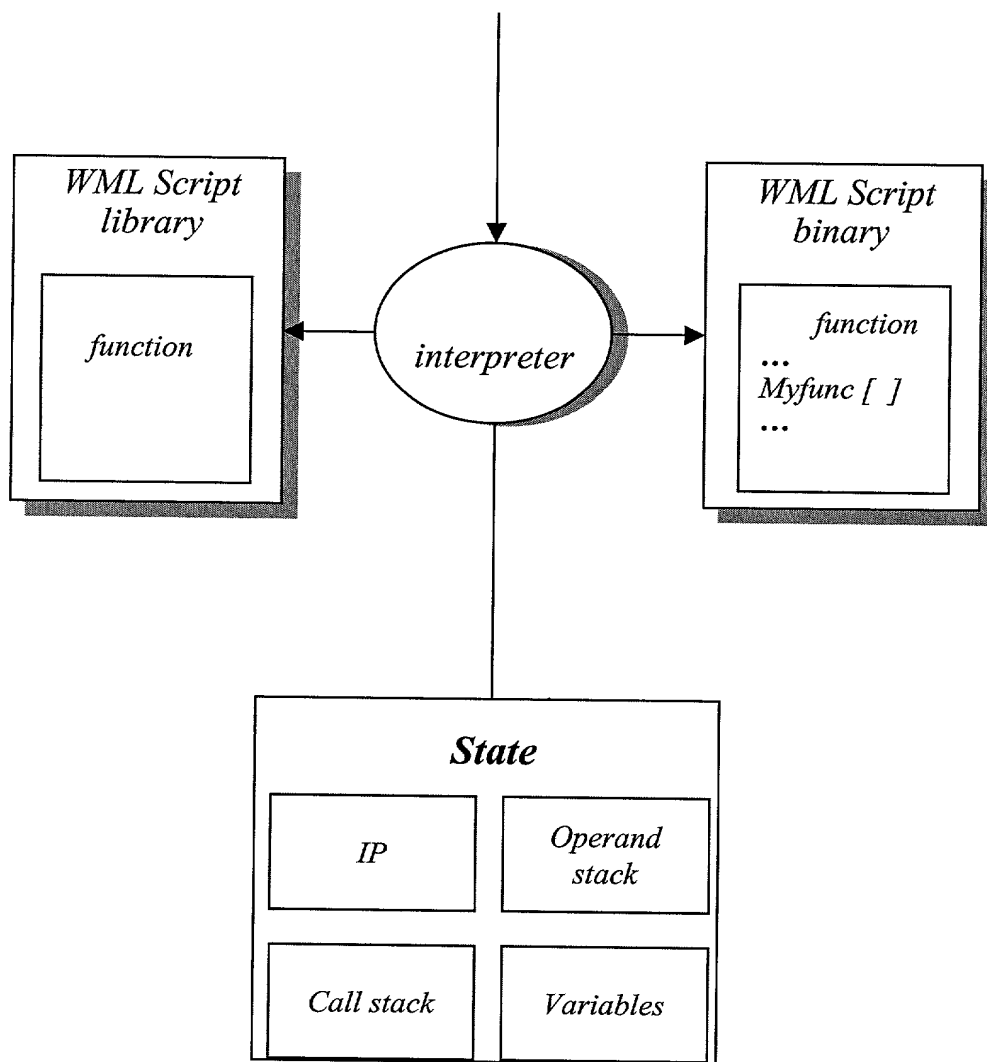 WML Script
library
function
interpreter
WML Script
binary
function
...
Myfunc [ ]
...
State
IP
Operand
stack
Call stack
Variables